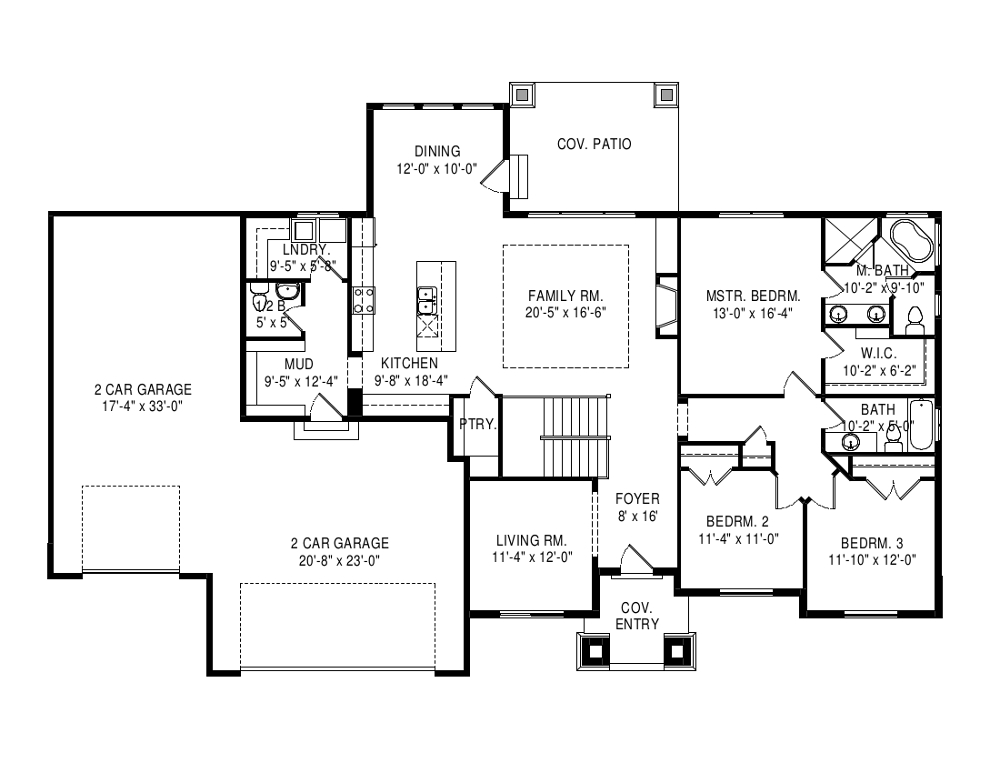 DINING
12'-0" x 10'-0"
COV. PATIO
LNDRY.
9'-5" x 5'-8"
1/2 B.
5' x 5'
MUD
9'-5" x 12'-4"
KITCHEN
9'-8" x 18'-4"
FAMILY RM.
20'-5" x 16'-6"
MSTR. BEDRM.
13'-0" x 16'-4"
M. BATH
10'-2" x 9'-10"
W.I.C.
10'-2" x 6'-2"
BATH
10'-2" x 5'-0"
2 CAR GARAGE
17'-4" x 33'-0"
PTRY.
FOYER
8' x 16'
LIVING RM.
11'-4" x 12'-0"
BEDRM. 2
11'-4" x 11'-0"
BEDRM. 3
11'-10" x 12'-0"
2 CAR GARAGE
20'-8" x 23'-0"
COV.
ENTRY